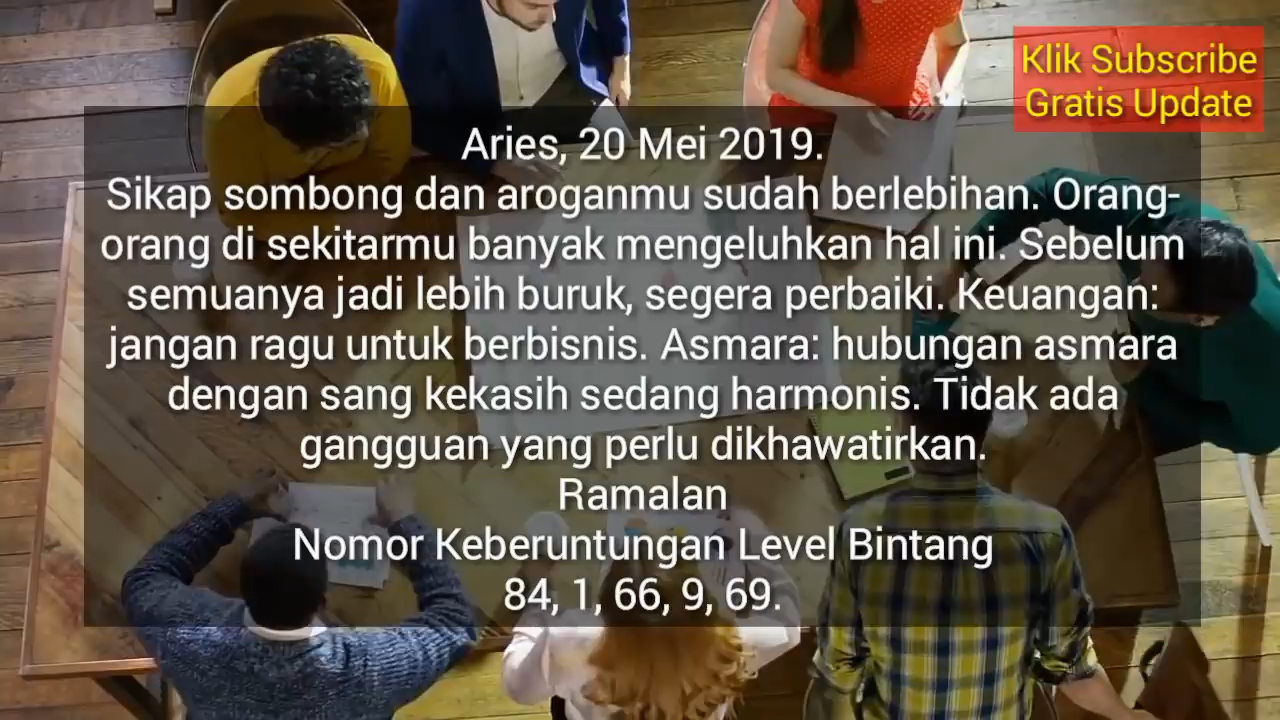 Klik Subscribe
Gratis Update
Aries, 20 Mei 2019.
Sikap sombong dan aroganmu sudah berlebihan. Orang-
orang di sekitarmu banyak mengeluhkan hal ini. Sebelum
semuanya jadi lebih buruk, segera perbaiki. Keuangan:
jangan ragu untuk berbisnis. Asmara: hubungan asmara
dengan sang kekasih sedang harmonis. Tidak ada
gangguan yang perlu dikhawatirkan.
Ramalan
Nomor Keberuntungan Level Bintang
84, 1, 66, 9, 69.